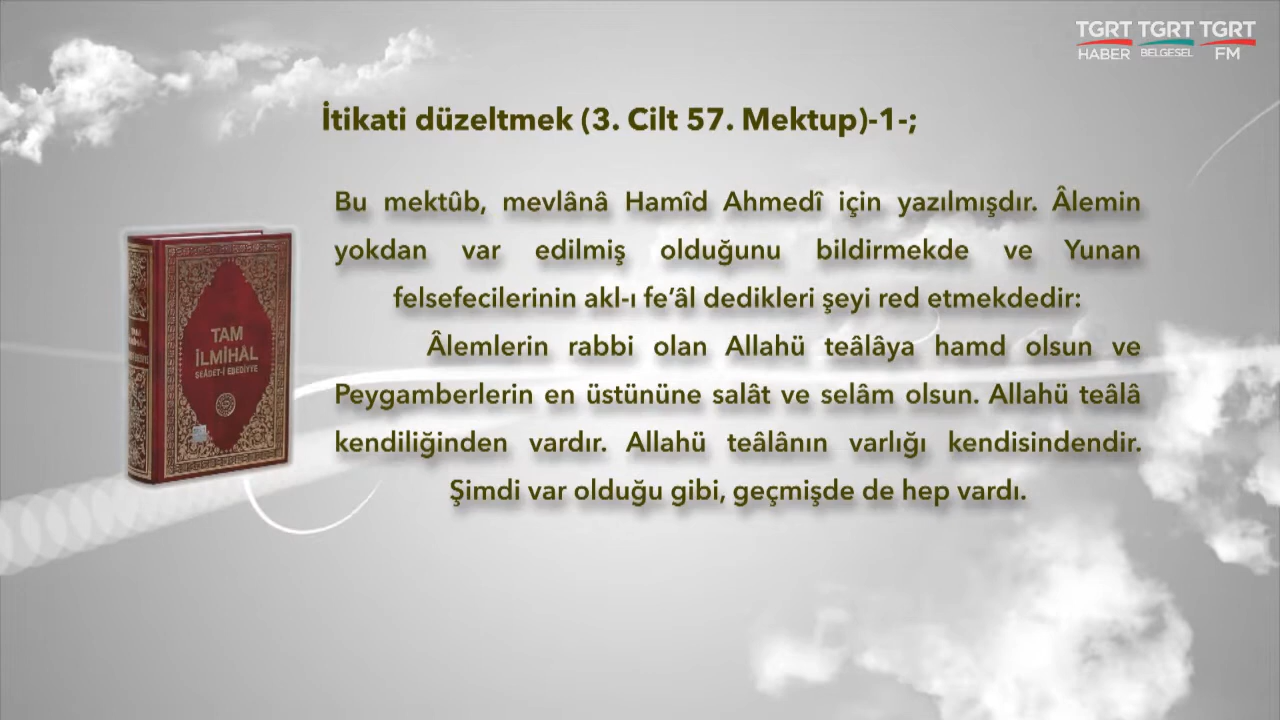 TGRT TGRT TGRT
HABER BELGESEL FM
İtikati düzeltmek (3. Cilt 57. Mektup)-1-;
Bu mektûb, mevlânâ Hamîd Ahmedî için yazılmışdır. Âlemin
yokdan var edilmiş olduğunu bildirmekde ve Yunan
felsefecilerinin akl-ı fe’âl dedikleri şeyi red etmekdedir:
Âlemlerin rabbi olan Allahü teâlâya hamd olsun ve
Peygamberlerin en üstününe salât ve selâm olsun. Allahü teâlâ
kendiliğinden vardır. Allahü teâlânın varlığı kendisindendir.
Şimdi var olduğu gibi, geçmişde de hep vardı.
TAM
İLMİHÂL
SEÂDET-İ EBEDİYYE